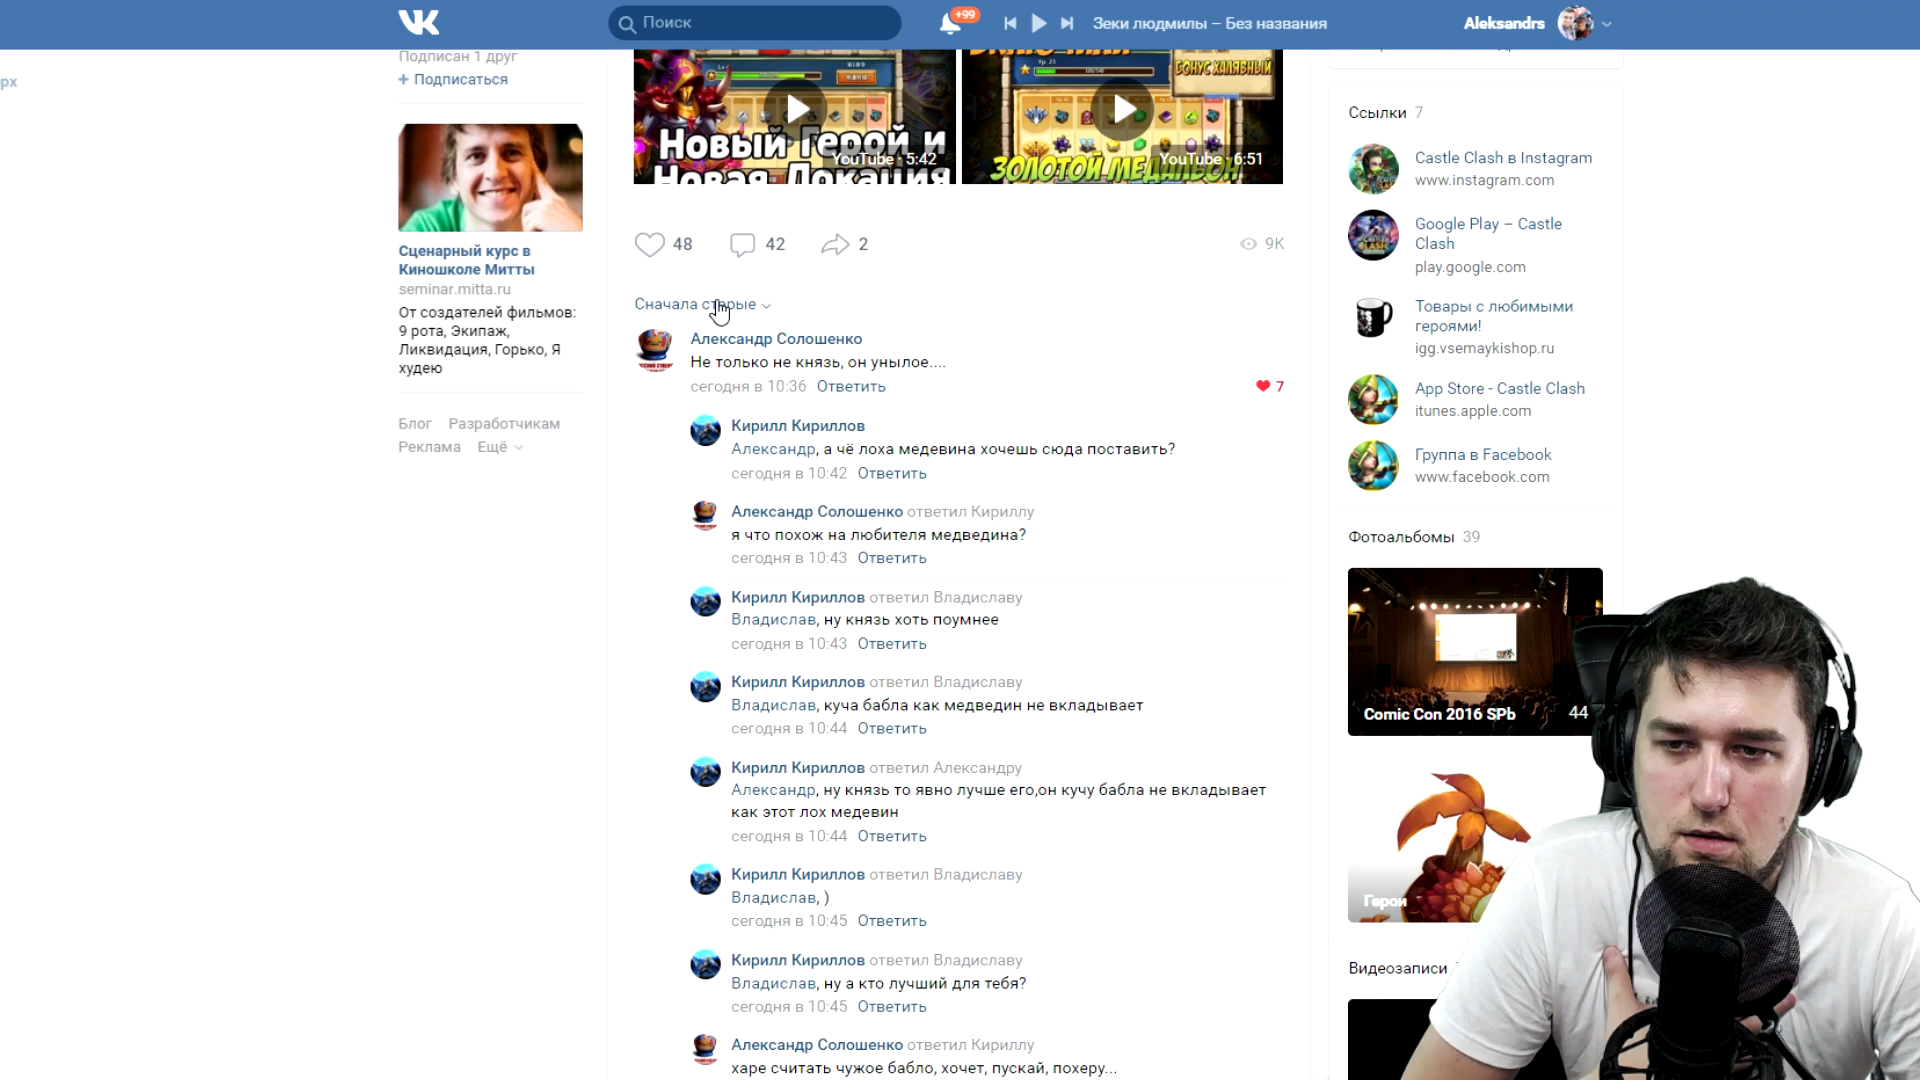 Поиск
+99
Зеки людмилы – Без названия
Aleksandrs
рх
Подписан 1 друг
+ Подписаться
Сценарный курс в
Киношколе Митты
seminar.mitta.ru
От создателей фильмов:
9 рота, Экипаж,
Ликвидация, Горько, Я
худею
Блог Разработчикам
Реклама Ещё
Новый Герой и
Новая Локация
YouTube · 5:42
БОНУС ХАЛЯВНЫЙ
ЗОЛОТОЙ МЕДАЛЬОН
YouTube · 6:51
48
42
2
9K
Сначала старые
Александр Солошенко
Не только не князь, он унылое....
сегодня в 10:36 Ответить
7
Кирилл Кириллов
Александр, а чё лоха медевина хочешь сюда поставить?
сегодня в 10:42 Ответить
Александр Солошенко ответил Кириллу
я что похож на любителя медведина?
сегодня в 10:43 Ответить
Кирилл Кириллов ответил Владиславу
Владислав, ну князь хоть поумнее
сегодня в 10:43 Ответить
Кирилл Кириллов ответил Владиславу
Владислав, куча бабла как медведин не вкладывает
сегодня в 10:44 Ответить
Кирилл Кириллов ответил Александру
Александр, ну князь то явно лучше его,он кучу бабла не вкладывает
как этот лох медевин
сегодня в 10:44 Ответить
Кирилл Кириллов ответил Владиславу
Владислав, )
сегодня в 10:45 Ответить
Кирилл Кириллов ответил Владиславу
Владислав, ну а кто лучший для тебя?
сегодня в 10:45 Ответить
Александр Солошенко ответил Кириллу
харе считать чужое бабло, хочет, пускай, похеру...
Ссылки 7
Castle Clash в Instagram
www.instagram.com
Google Play – Castle
Clash
play.google.com
Товары с любимыми
героями!
igg.vsemaykishop.ru
App Store - Castle Clash
itunes.apple.com
Группа в Facebook
www.facebook.com
Фотоальбомы 39
Comic Con 2016 SPb 44
Герои
Видеозаписи